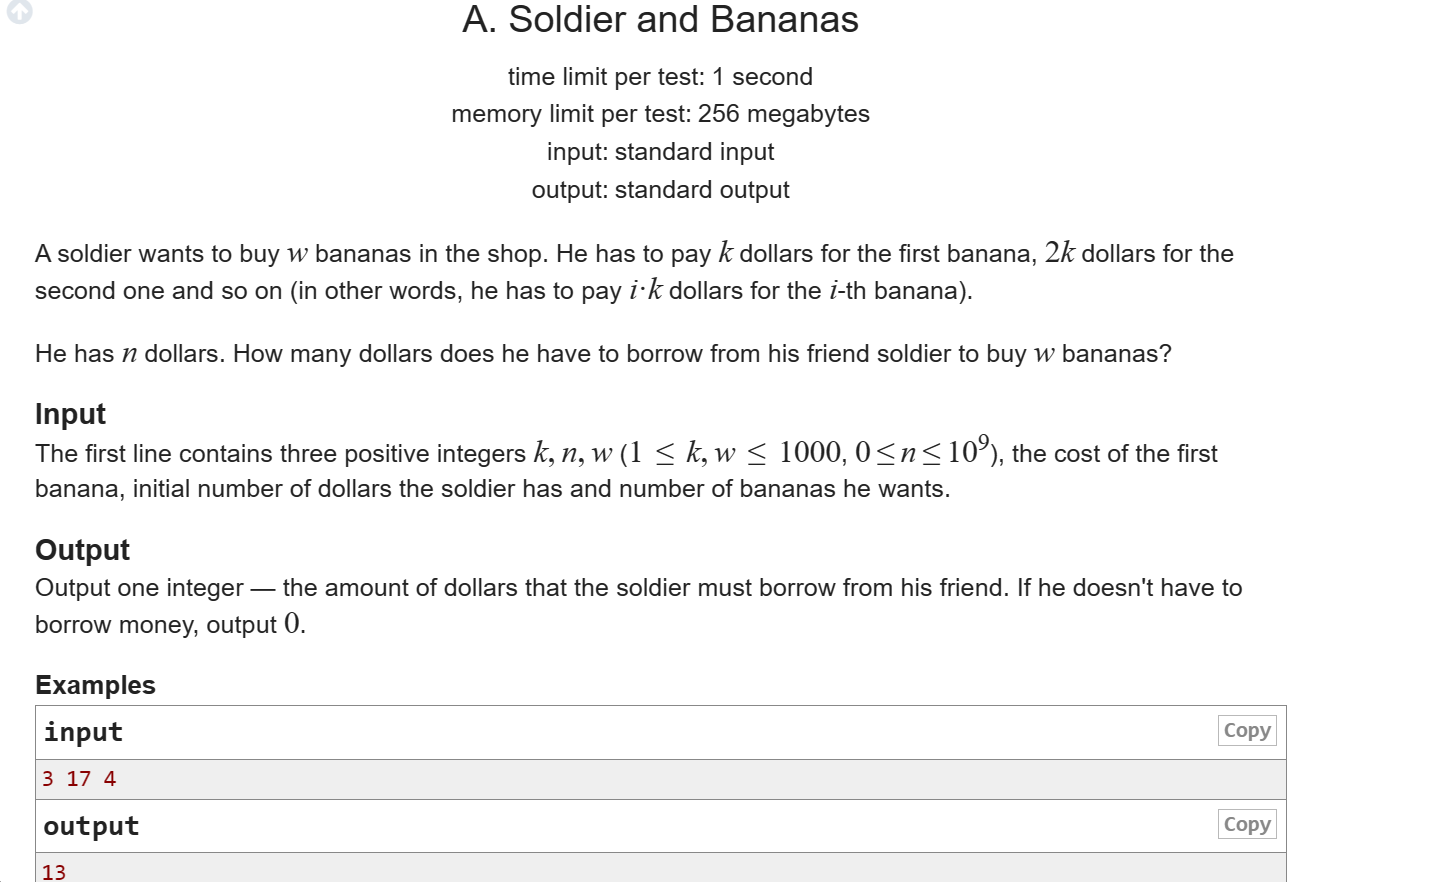 A. Soldier and Bananas
time limit per test: 1 second
memory limit per test: 256 megabytes
input: standard input
output: standard output
A soldier wants to buy w bananas in the shop. He has to pay k dollars for the first banana, 2k dollars for the
second one and so on (in other words, he has to pay i·k dollars for the i-th banana).
He has n dollars. How many dollars does he have to borrow from his friend soldier to buy w bananas?
Input
The first line contains three positive integers k, n, w (1 ≤ k, w ≤ 1000, 0 ≤ n ≤ 10⁹), the cost of the first
banana, initial number of dollars the soldier has and number of bananas he wants.
Output
Output one integer — the amount of dollars that the soldier must borrow from his friend. If he doesn't have to
borrow money, output 0.
Examples
input Copy
3 17 4
output Copy
13